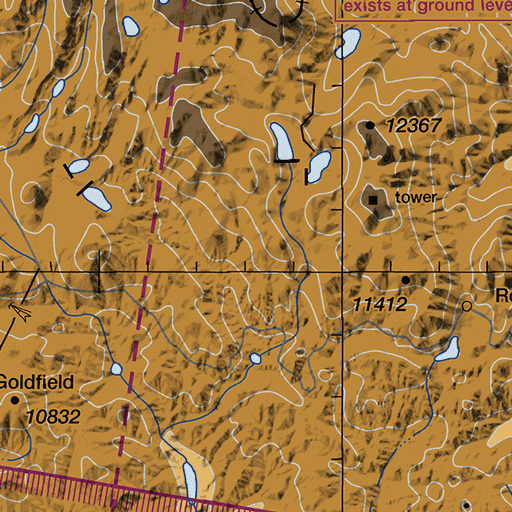 exists at ground leve
12367
tower
11412
Ro
Goldfield
10832